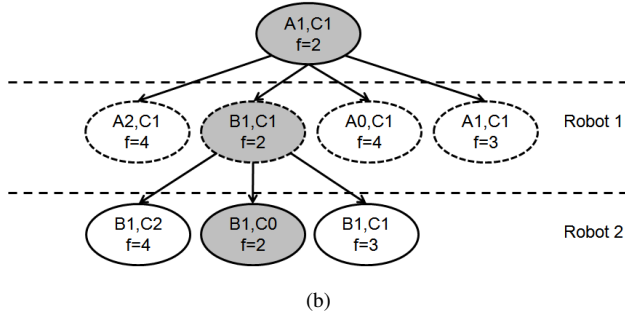 A1,C1
f=2
A2,C1
f=4
B1,C1
f=2
A0,C1
f=4
A1,C1
f=3
Robot 1
B1,C2
f=4
B1,C0
f=2
B1,C1
f=3
Robot 2
(b)